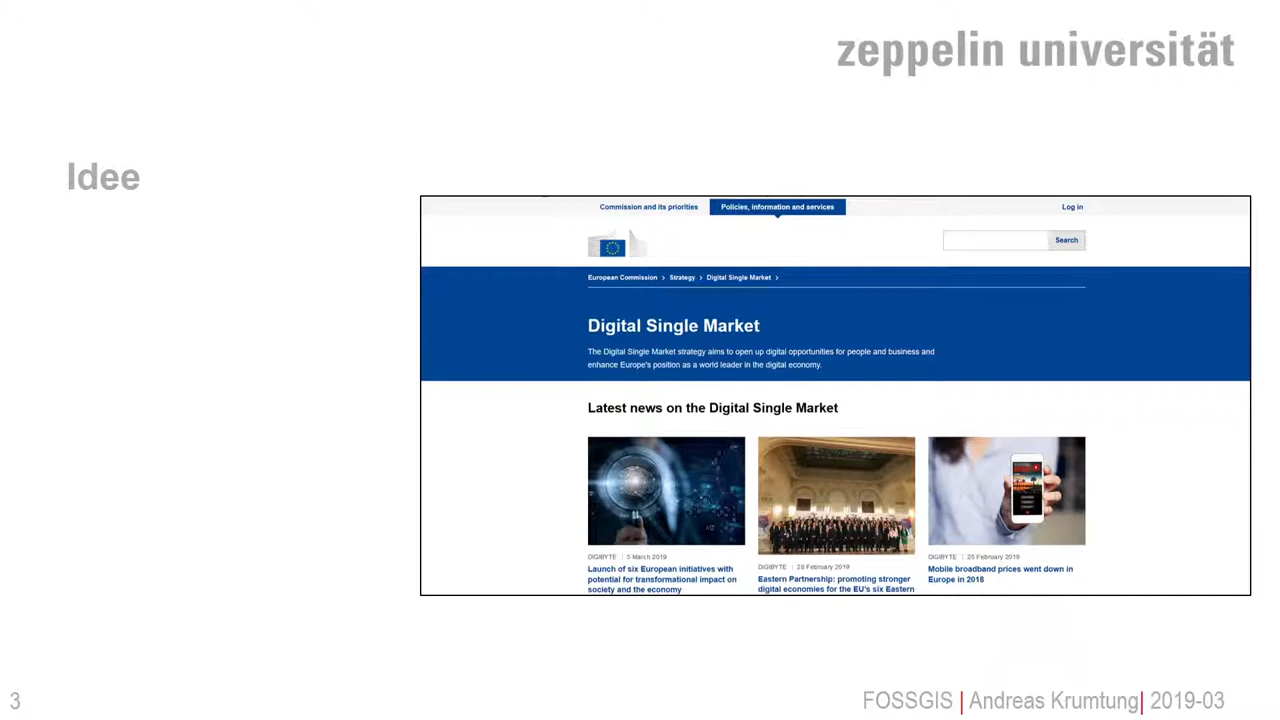 zeppelin universität
Idee
Commission and its priorities
Policies, information and services
Log in
Search
European Commission > Strategy > Digital Single Market >
Digital Single Market
The Digital Single Market strategy aims to open up digital opportunities for people and business and
enhance Europe's position as a world leader in the digital economy.
Latest news on the Digital Single Market
DIGIBYTE | 5 March 2019
Launch of six European initiatives with
potential for transformational impact on
society and the economy
DIGIBYTE | 28 February 2019
Eastern Partnership: promoting stronger
digital economies for the EU's six Eastern
DIGIBYTE | 25 February 2019
Mobile broadband prices went down in
Europe in 2018
3
FOSSGIS | Andreas Krumtung| 2019-03